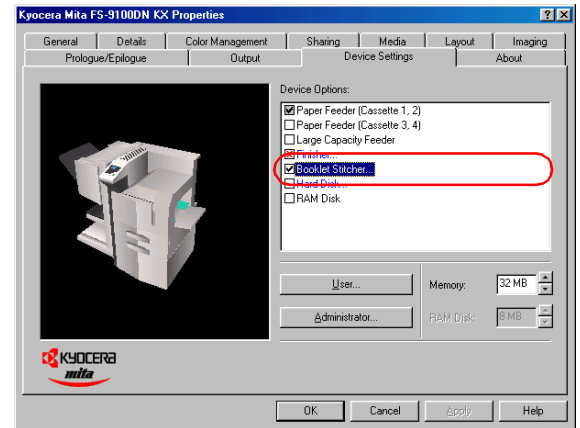 Kyocera Mita FS-9100DN KX Properties
General Details Color Management Sharing Media Layout Imaging
Prologue/Epilogue Output Device Settings About
Device Options:
Paper Feeder (Cassette 1, 2)
Paper Feeder (Cassette 3, 4)
Large Capacity Feeder
Finisher...
Booklet Stitcher...
Hard Disk...
RAM Disk
User...
Memory: 32 MB
Administrator...
RAM Disk: 8 MB
KYOCERA
mita
OK Cancel Apply Help